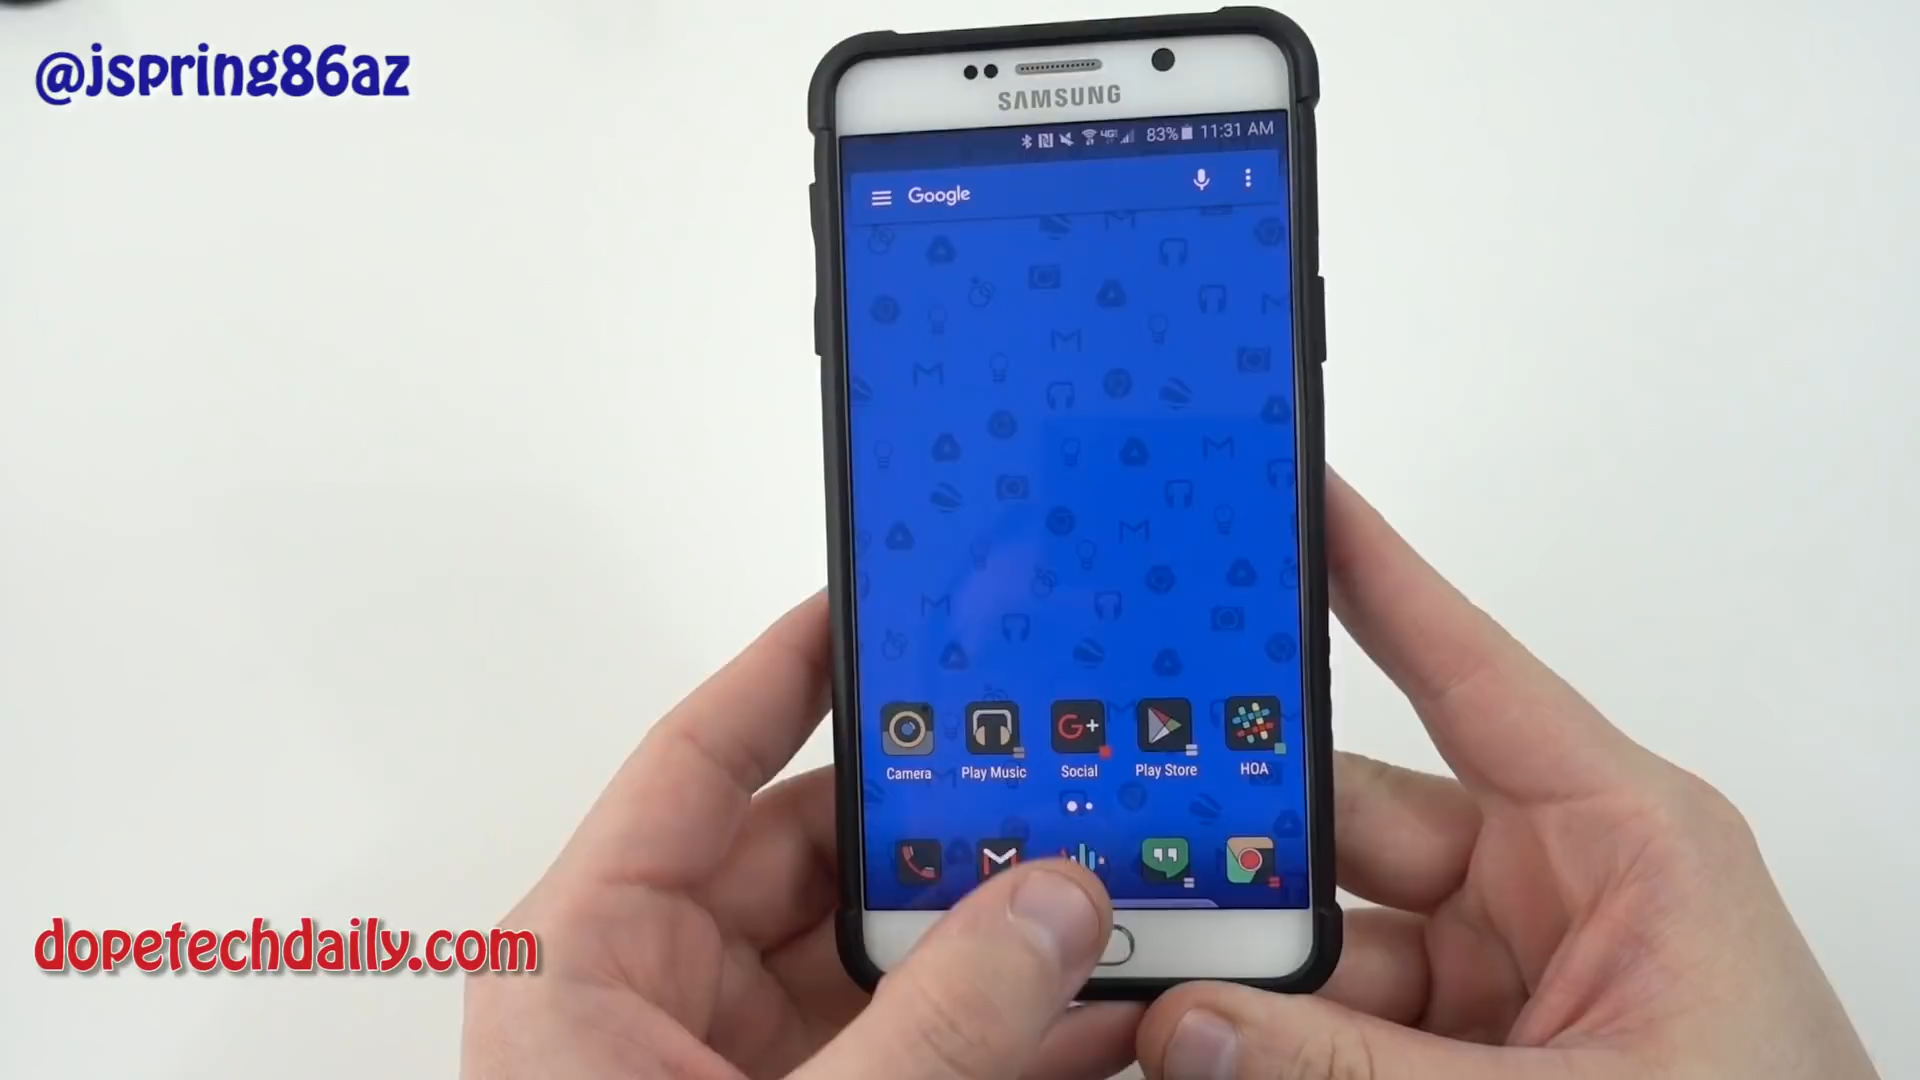 @jspring86az
SAMSUNG
83% 11:31 AM
Google
Camera Play Music Social Play Store HOA
dopetechdaily.com